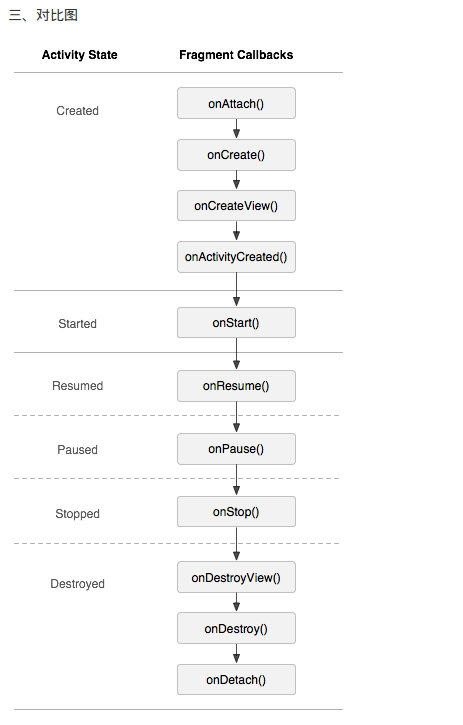 三、对比图
Activity State Fragment Callbacks
Created
onAttach()
onCreate()
onCreateView()
onActivityCreated()
Started onStart()
Resumed onResume()
Paused onPause()
Stopped onStop()
Destroyed onDestroyView()
onDestroy()
onDetach()